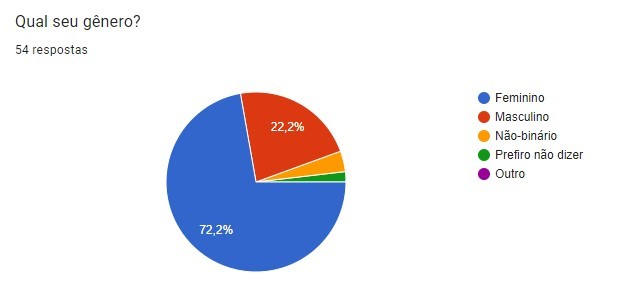 Qual seu gênero?
54 respostas
22,2%
72,2%
Feminino
Masculino
Não-binário
Prefiro não dizer
Outro